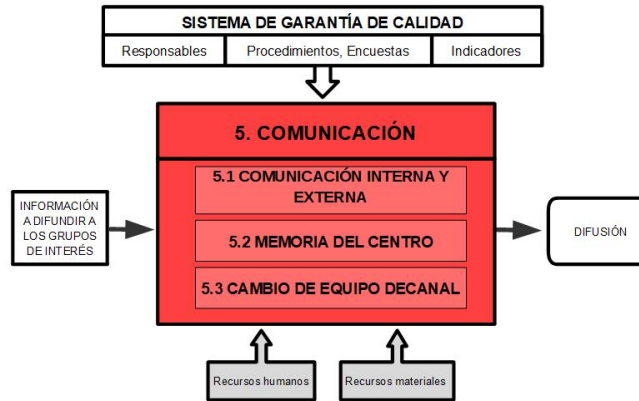 SISTEMA DE GARANTÍA DE CALIDAD
Responsables
Procedimientos, Encuestas
Indicadores
5. COMUNICACIÓN
5.1 COMUNICACIÓN INTERNA Y
EXTERNA
5.2 MEMORIA DEL CENTRO
5.3 CAMBIO DE EQUIPO DECANAL
INFORMACIÓN
A DIFUNDIR A
LOS GRUPOS
DE INTERÉS
DIFUSIÓN
Recursos humanos
Recursos materiales